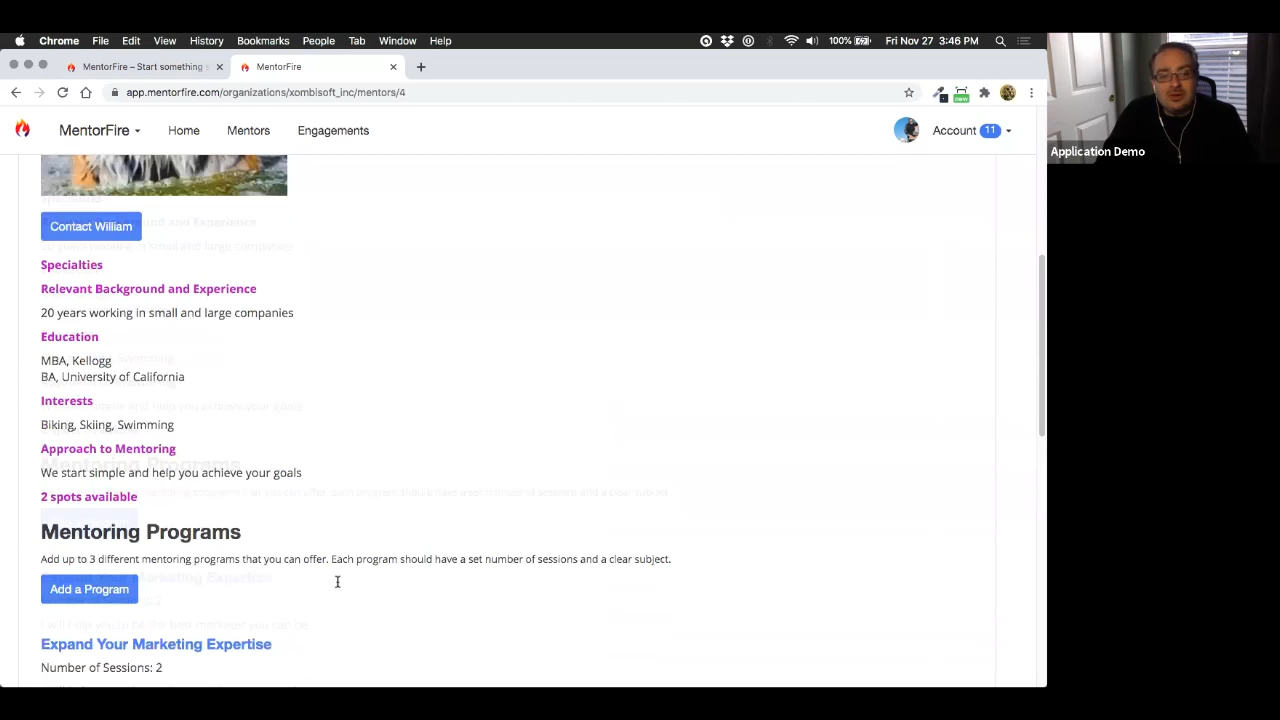 Chrome File Edit View History Bookmarks People Tab Window Help 100% Fri Nov 27 3:46 PM
MentorFire – Start something s
MentorFire
app.mentorfire.com/organizations/xombisoft_inc/mentors/4
new
MentorFire Home Mentors Engagements Account 11
Application Demo
Contact William
Specialties
Relevant Background and Experience
20 years working in small and large companies
Education
MBA, Kellogg
BA, University of California
Interests
Biking, Skiing, Swimming
Approach to Mentoring
We start simple and help you achieve your goals
2 spots available
Mentoring Programs
Add up to 3 different mentoring programs that you can offer. Each program should have a set number of sessions and a clear subject.
Add a Program
Expand Your Marketing Expertise
Number of Sessions: 2